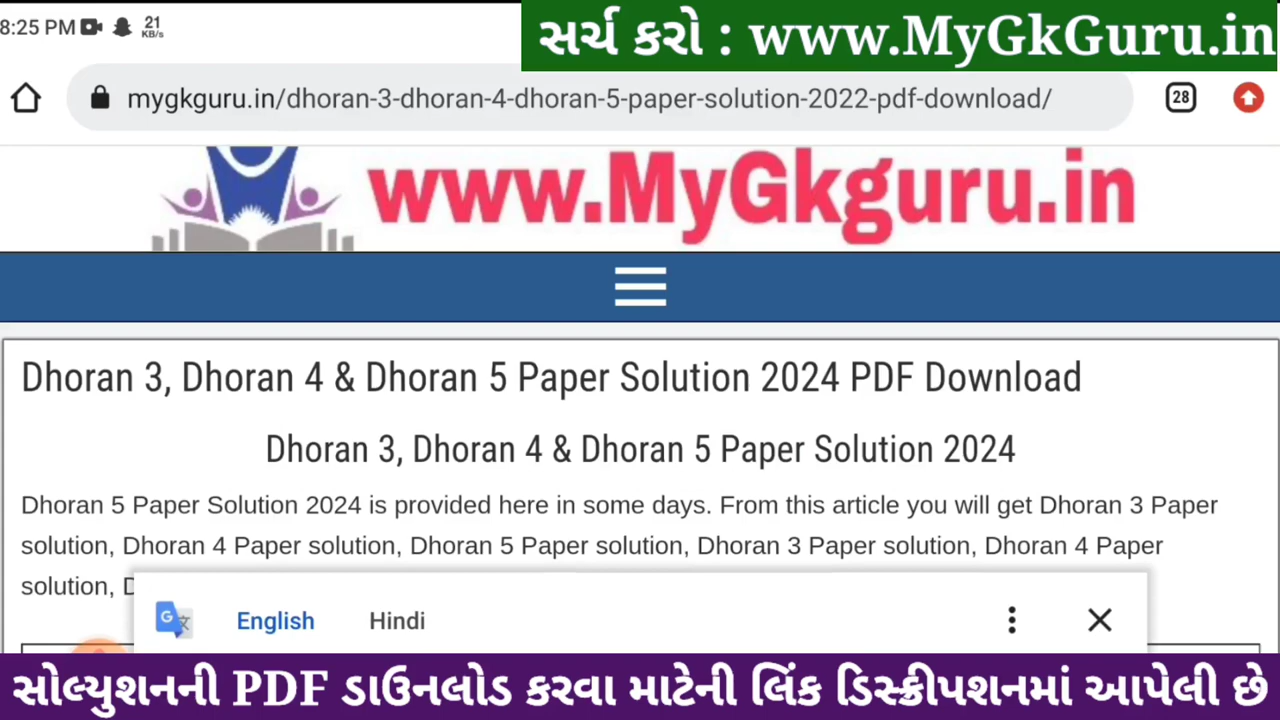 8:25 PM 21 KB/s
સર્ચ કરો : www.MyGkGuru.in
mygkguru.in/dhoran-3-dhoran-4-dhoran-5-paper-solution-2022-pdf-download/ 28
www.MyGkguru.in
Dhoran 3, Dhoran 4 & Dhoran 5 Paper Solution 2024 PDF Download
Dhoran 3, Dhoran 4 & Dhoran 5 Paper Solution 2024
Dhoran 5 Paper Solution 2024 is provided here in some days. From this article you will get Dhoran 3 Paper
solution, Dhoran 4 Paper solution, Dhoran 5 Paper solution, Dhoran 3 Paper solution, Dhoran 4 Paper
solution,
English Hindi
સોલ્યુશનની PDF ડાઉનલોડ કરવા માટેની લિંક ડિસ્ક્રીપશનમાં આપેલી છે